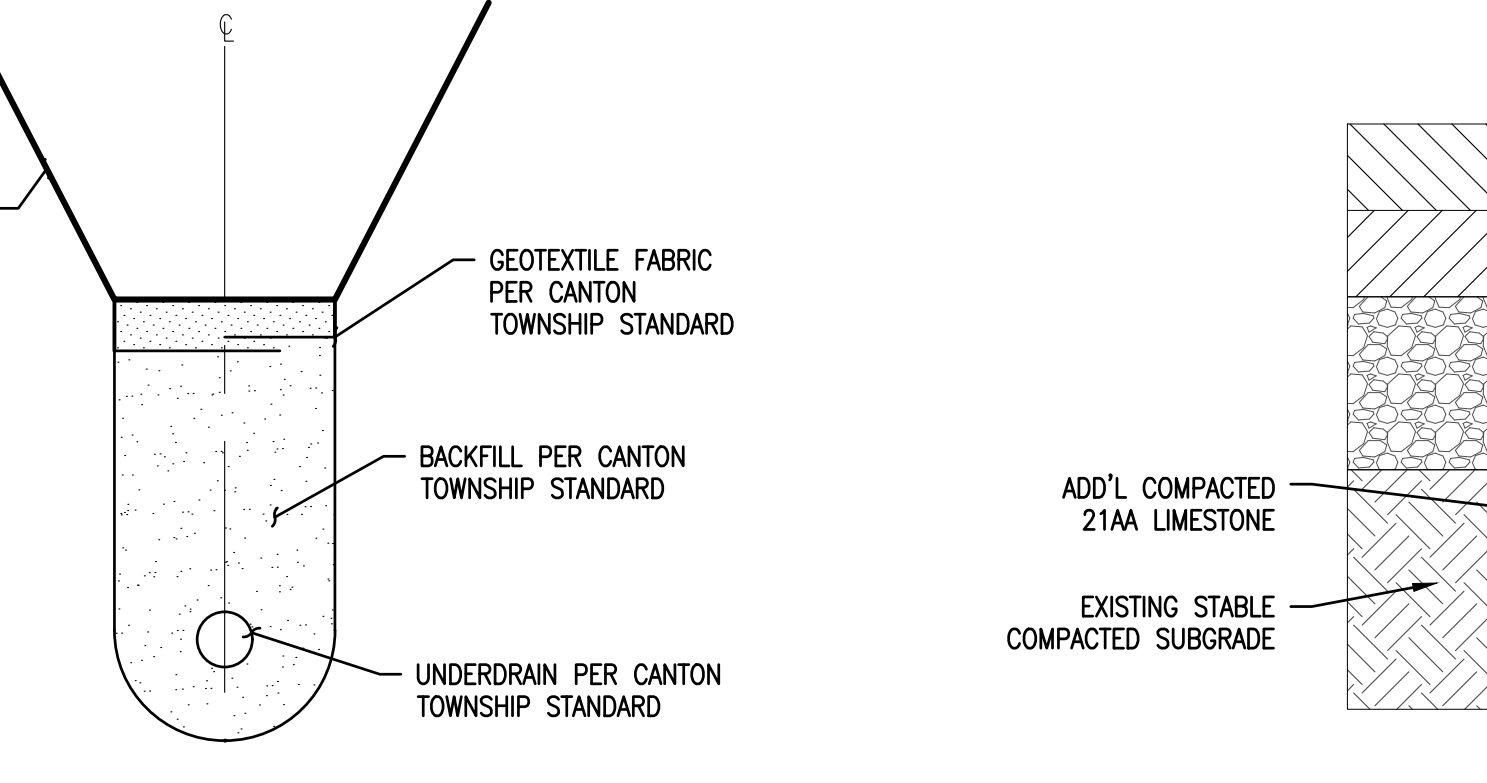 ℄
GEOTEXTILE FABRIC
PER CANTON
TOWNSHIP STANDARD
BACKFILL PER CANTON
TOWNSHIP STANDARD
UNDERDRAIN PER CANTON
TOWNSHIP STANDARD
ADD'L COMPACTED
21AA LIMESTONE
EXISTING STABLE
COMPACTED SUBGRADE